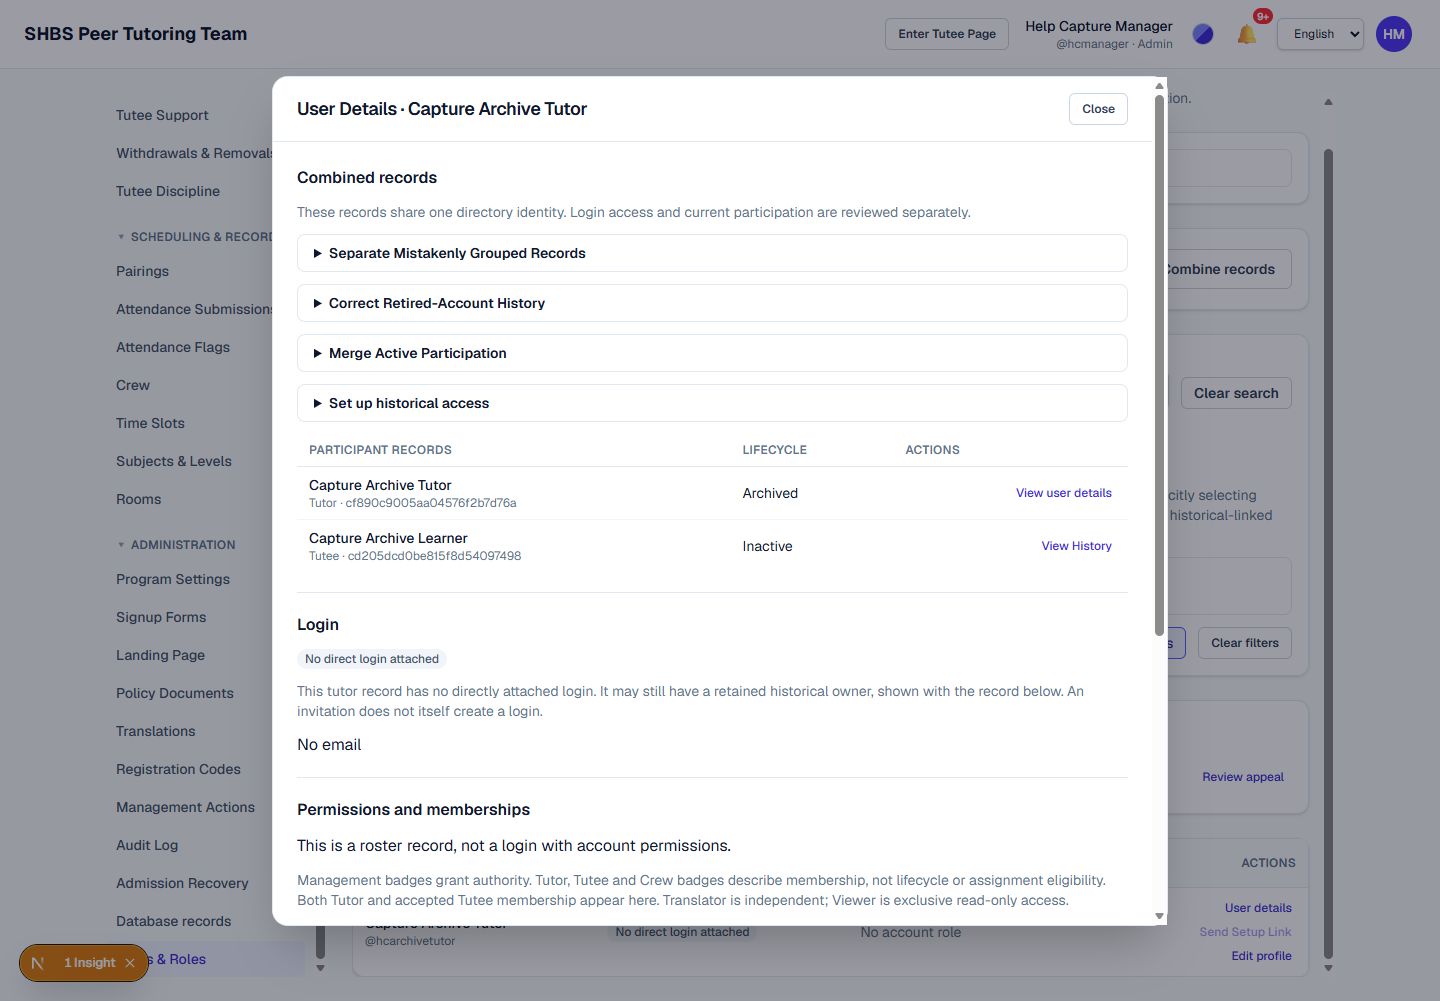 SHBS Peer Tutoring Team
Enter Tutee Page
Help Capture Manager
@hcmanager · Admin
9+
English
HM
Tutee Support
Withdrawals & Removals
Tutee Discipline
SCHEDULING & RECORD
Pairings
Attendance Submissions
Attendance Flags
Crew
Time Slots
Subjects & Levels
Rooms
ADMINISTRATION
Program Settings
Signup Forms
Landing Page
Policy Documents
Translations
Registration Codes
Management Actions
Audit Log
Admission Recovery
Database records
s & Roles
N 1 Insight ×
User Details · Capture Archive Tutor
Close
Combined records
These records share one directory identity. Login access and current participation are reviewed separately.
Separate Mistakenly Grouped Records
Correct Retired-Account History
Merge Active Participation
Set up historical access
PARTICIPANT RECORDS LIFECYCLE ACTIONS
Capture Archive Tutor
Tutor · cf890c9005aa04576f2b7d76a
Archived
View user details
Capture Archive Learner
Tutee · cd205dcd0be815f8d54097498
Inactive
View History
Login
No direct login attached
This tutor record has no directly attached login. It may still have a retained historical owner, shown with the record below. An
invitation does not itself create a login.
No email
Permissions and memberships
This is a roster record, not a login with account permissions.
Management badges grant authority. Tutor, Tutee and Crew badges describe membership, not lifecycle or assignment eligibility.
Both Tutor and accepted Tutee membership appear here. Translator is independent; Viewer is exclusive read-only access.
tion.
Combine records
Clear search
citly selecting
historical-linked
s
Clear filters
Review appeal
ACTIONS
@hcarchivetutor
No direct login attached
No account role
User details
Send Setup Link
Edit profile